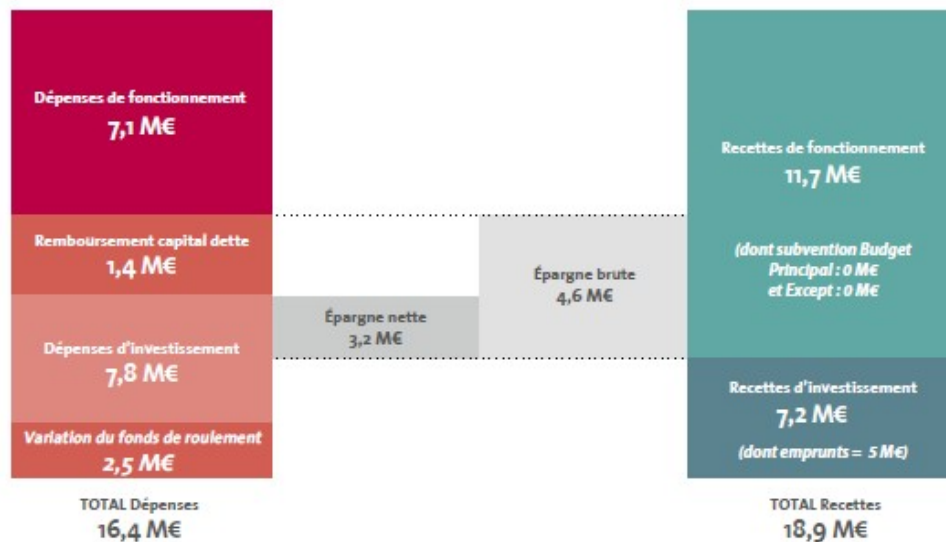 Dépenses de fonctionnement
7,1 M€
Remboursement capital dette
1,4 M€
Dépenses d'investissement
7,8 M€
Variation du fonds de roulement
2,5 M€
TOTAL Dépenses
16,4 M€
Épargne nette
3,2 M€
Épargne brute
4,6 M€
Recettes de fonctionnement
11,7 M€
(dont subvention Budget
Principal : 0 M€
et Except : 0 M€)
Recettes d'investissement
7,2 M€
(dont emprunts = 5 M€)
TOTAL Recettes
18,9 M€